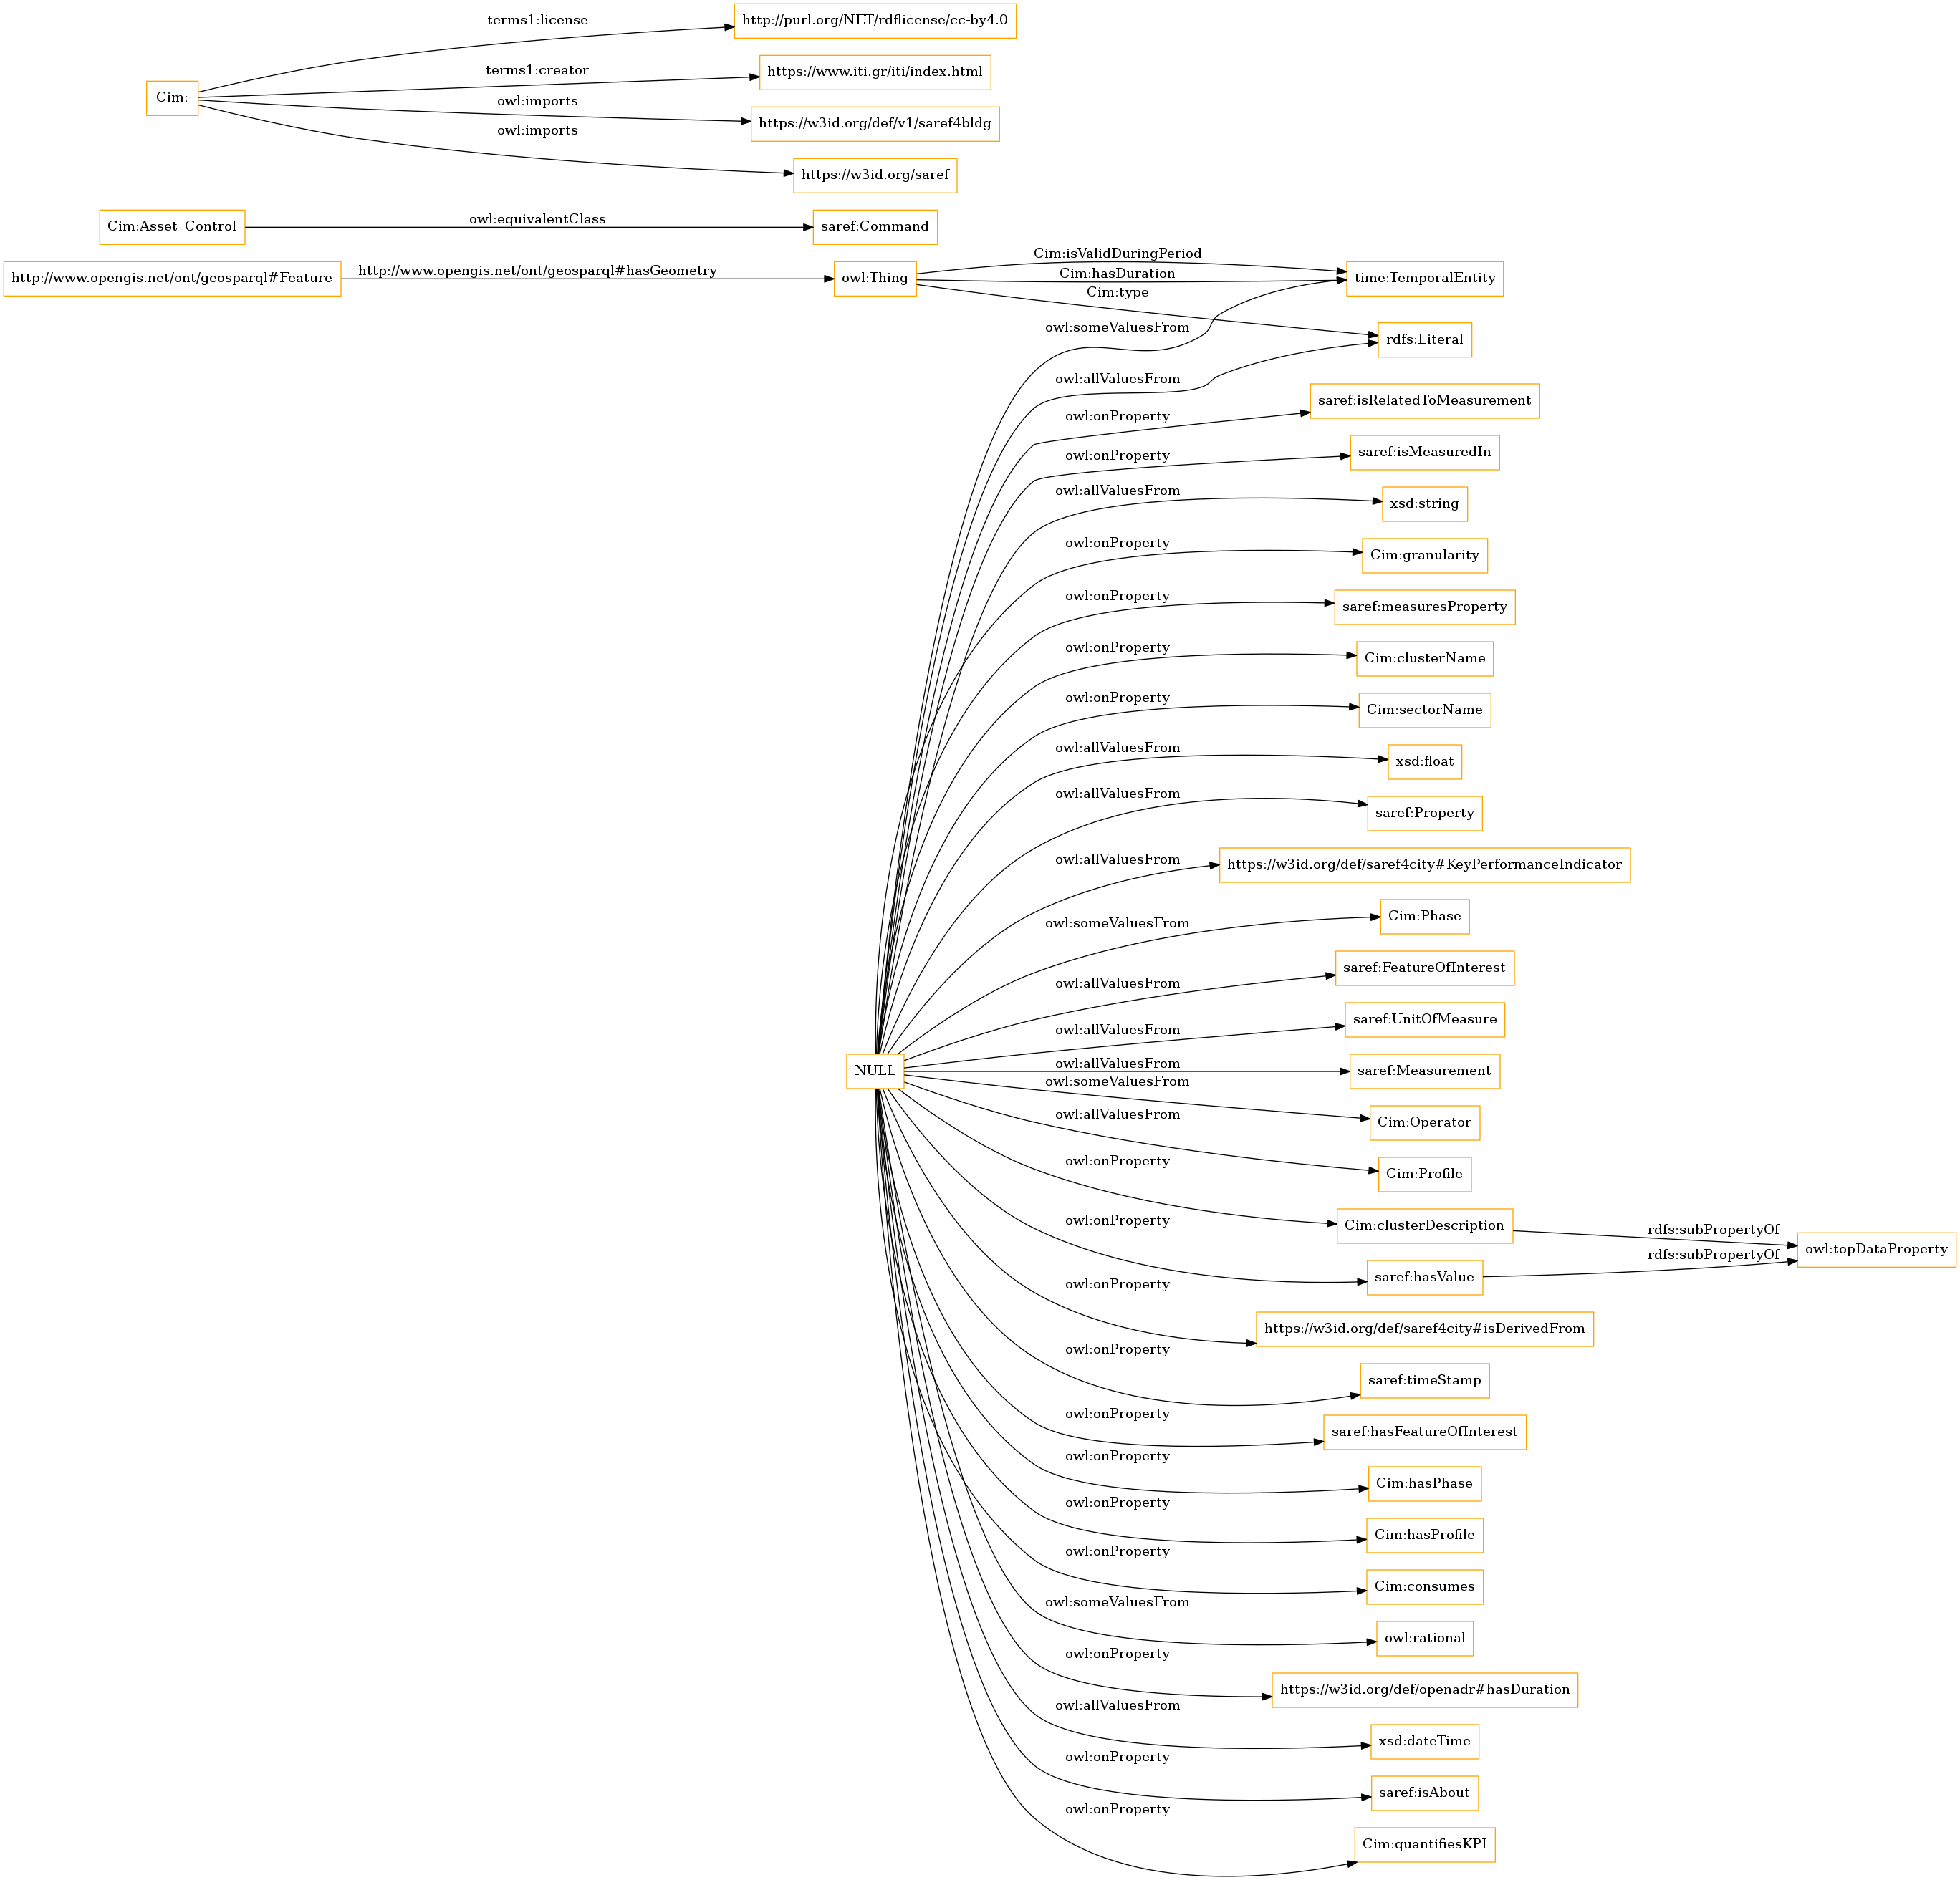 terms1:license
http://purl.org/NET/rdflicense/cc-by4.0
Cim:
terms1:creator
https://www.iti.gr/iti/index.html
owl:imports
https://w3id.org/def/v1/saref4bldg
owl:imports
https://w3id.org/saref
Cim:Asset_Control
owl:equivalentClass
saref:Command
http://www.opengis.net/ont/geosparql#Feature
http://www.opengis.net/ont/geosparql#hasGeometry
owl:Thing
Cim:isValidDuringPeriod
Cim:hasDuration
time:TemporalEntity
Cim:type
owl:someValuesFrom
rdfs:Literal
owl:allValuesFrom
saref:isRelatedToMeasurement
owl:onProperty
saref:isMeasuredIn
owl:onProperty
owl:allValuesFrom
xsd:string
owl:onProperty
Cim:granularity
owl:onProperty
saref:measuresProperty
owl:onProperty
Cim:clusterName
owl:onProperty
Cim:sectorName
owl:allValuesFrom
xsd:float
owl:allValuesFrom
saref:Property
owl:allValuesFrom
https://w3id.org/def/saref4city#KeyPerformanceIndicator
owl:someValuesFrom
Cim:Phase
owl:allValuesFrom
saref:FeatureOfInterest
owl:allValuesFrom
saref:UnitOfMeasure
NULL
owl:allValuesFrom
saref:Measurement
owl:someValuesFrom
Cim:Operator
owl:allValuesFrom
Cim:Profile
owl:onProperty
Cim:clusterDescription
rdfs:subPropertyOf
owl:topDataProperty
owl:onProperty
saref:hasValue
rdfs:subPropertyOf
owl:onProperty
https://w3id.org/def/saref4city#isDerivedFrom
owl:onProperty
saref:timeStamp
owl:onProperty
saref:hasFeatureOfInterest
owl:onProperty
Cim:hasPhase
owl:onProperty
Cim:hasProfile
owl:onProperty
Cim:consumes
owl:someValuesFrom
owl:rational
owl:onProperty
https://w3id.org/def/openadr#hasDuration
owl:allValuesFrom
xsd:dateTime
owl:onProperty
saref:isAbout
owl:onProperty
Cim:quantifiesKPI